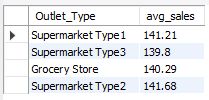 Outlet_Type avg_sales
Supermarket Type1 141.21
Supermarket Type3 139.8
Grocery Store 140.29
Supermarket Type2 141.68